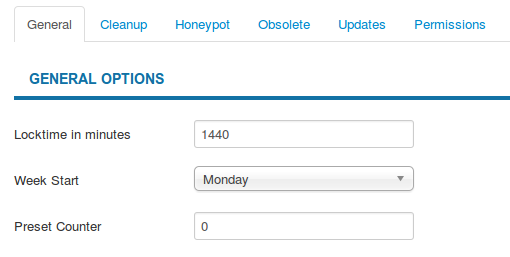 General Cleanup Honeypot Obsolete Updates Permissions
GENERAL OPTIONS
Locktime in minutes 1440
Week Start Monday
Preset Counter 0